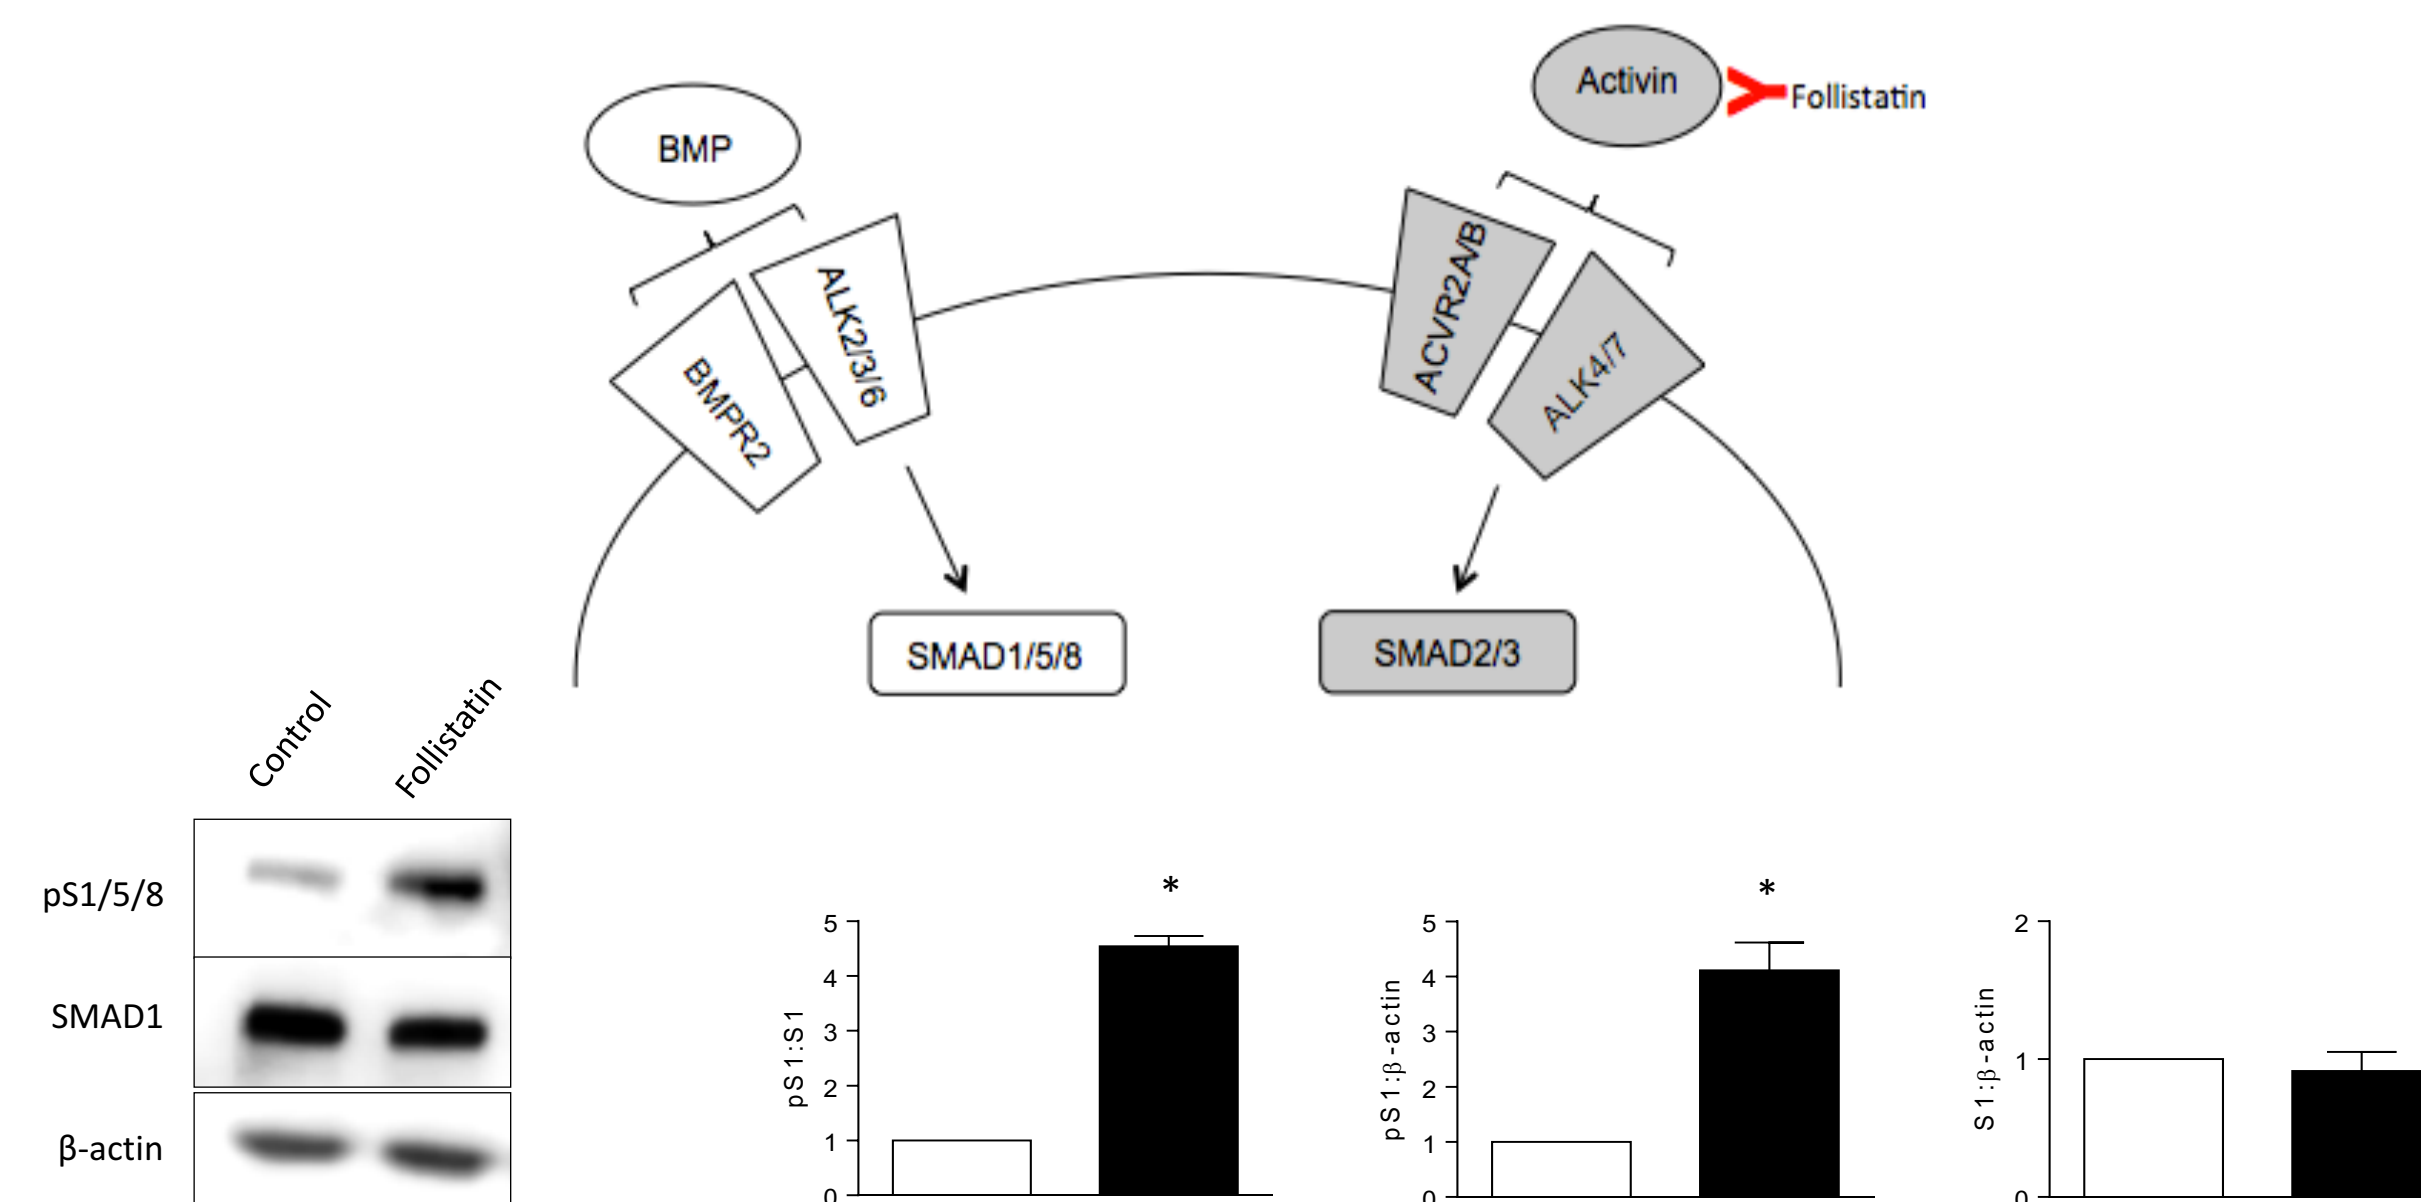 Activin
Follistatin
BMP
ACVR2A/B
ALK2/3/6
ALK4/7
BMPR2
SMAD1/5/8
SMAD2/3
Control
Follistatin
pS1/5/8
SMAD1
β-actin
*
pS1:S1
5
4
3
2
1
0
*
pS1:β-actin
5
4
3
2
1
0
S1:β-actin
2
1
0